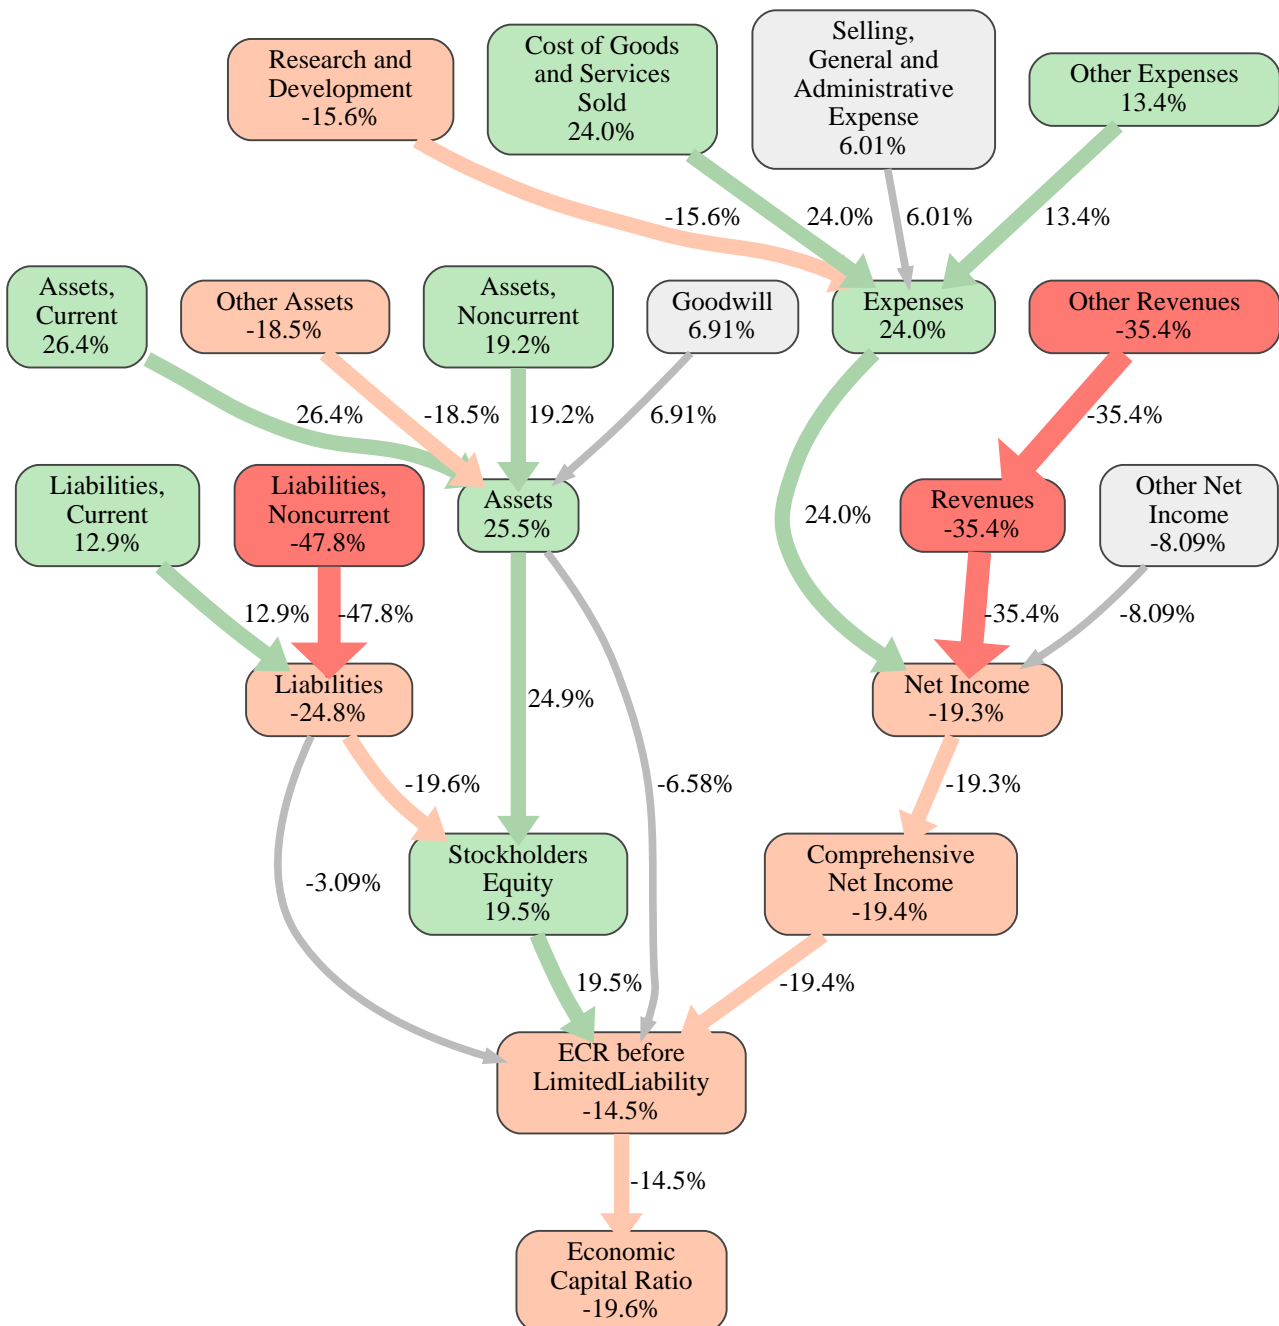 Research and
Development
-15.6%
Cost of Goods
and Services
Sold
24.0%
Selling,
General and
Administrative
Expense
6.01%
Other Expenses
13.4%
-15.6%
24.0%
6.01%
13.4%
Assets,
Current
26.4%
Other Assets
-18.5%
Assets,
Noncurrent
19.2%
Goodwill
6.91%
Expenses
24.0%
Other Revenues
-35.4%
26.4%
-18.5%
19.2%
6.91%
-35.4%
Liabilities,
Current
12.9%
Liabilities,
Noncurrent
-47.8%
Assets
25.5%
24.0%
Revenues
-35.4%
Other Net
Income
-8.09%
12.9%
-47.8%
-35.4%
-8.09%
Liabilities
-24.8%
24.9%
Net Income
-19.3%
-19.6%
-6.58%
-19.3%
-3.09%
Stockholders
Equity
19.5%
Comprehensive
Net Income
-19.4%
19.5%
-19.4%
ECR before
LimitedLiability
-14.5%
-14.5%
Economic
Capital Ratio
-19.6%